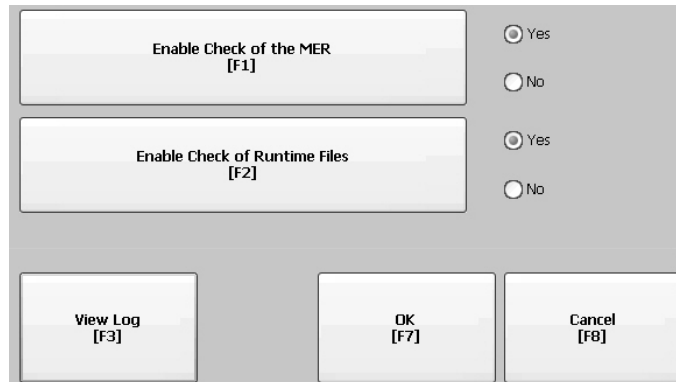 Enable Check of the MER
[F1]
Yes
No
Enable Check of Runtime Files
[F2]
Yes
No
View Log
[F3]
OK
[F7]
Cancel
[F8]